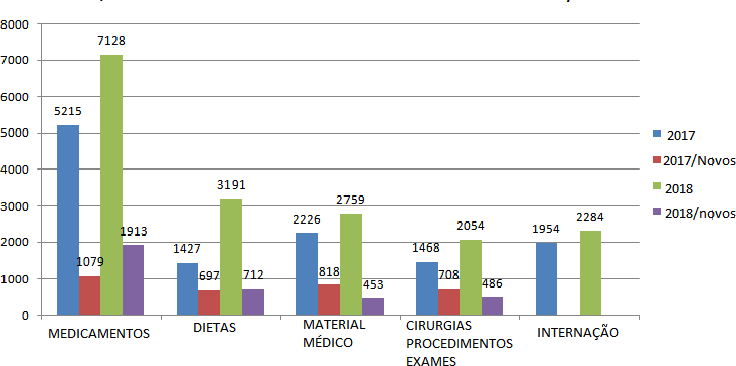 8000
7000
6000
5000
4000
3000
2000
1000
0
5215
1079
7128
1913
1427
697
3191
712
2226
818
2759
453
1468
708
2054
486
1954
2284
MEDICAMENTOS
DIETAS
MATERIAL
MÉDICO
CIRURGIAS
PROCEDIMENTOS
EXAMES
INTERNAÇÃO
2017
2017/Novos
2018
2018/novos